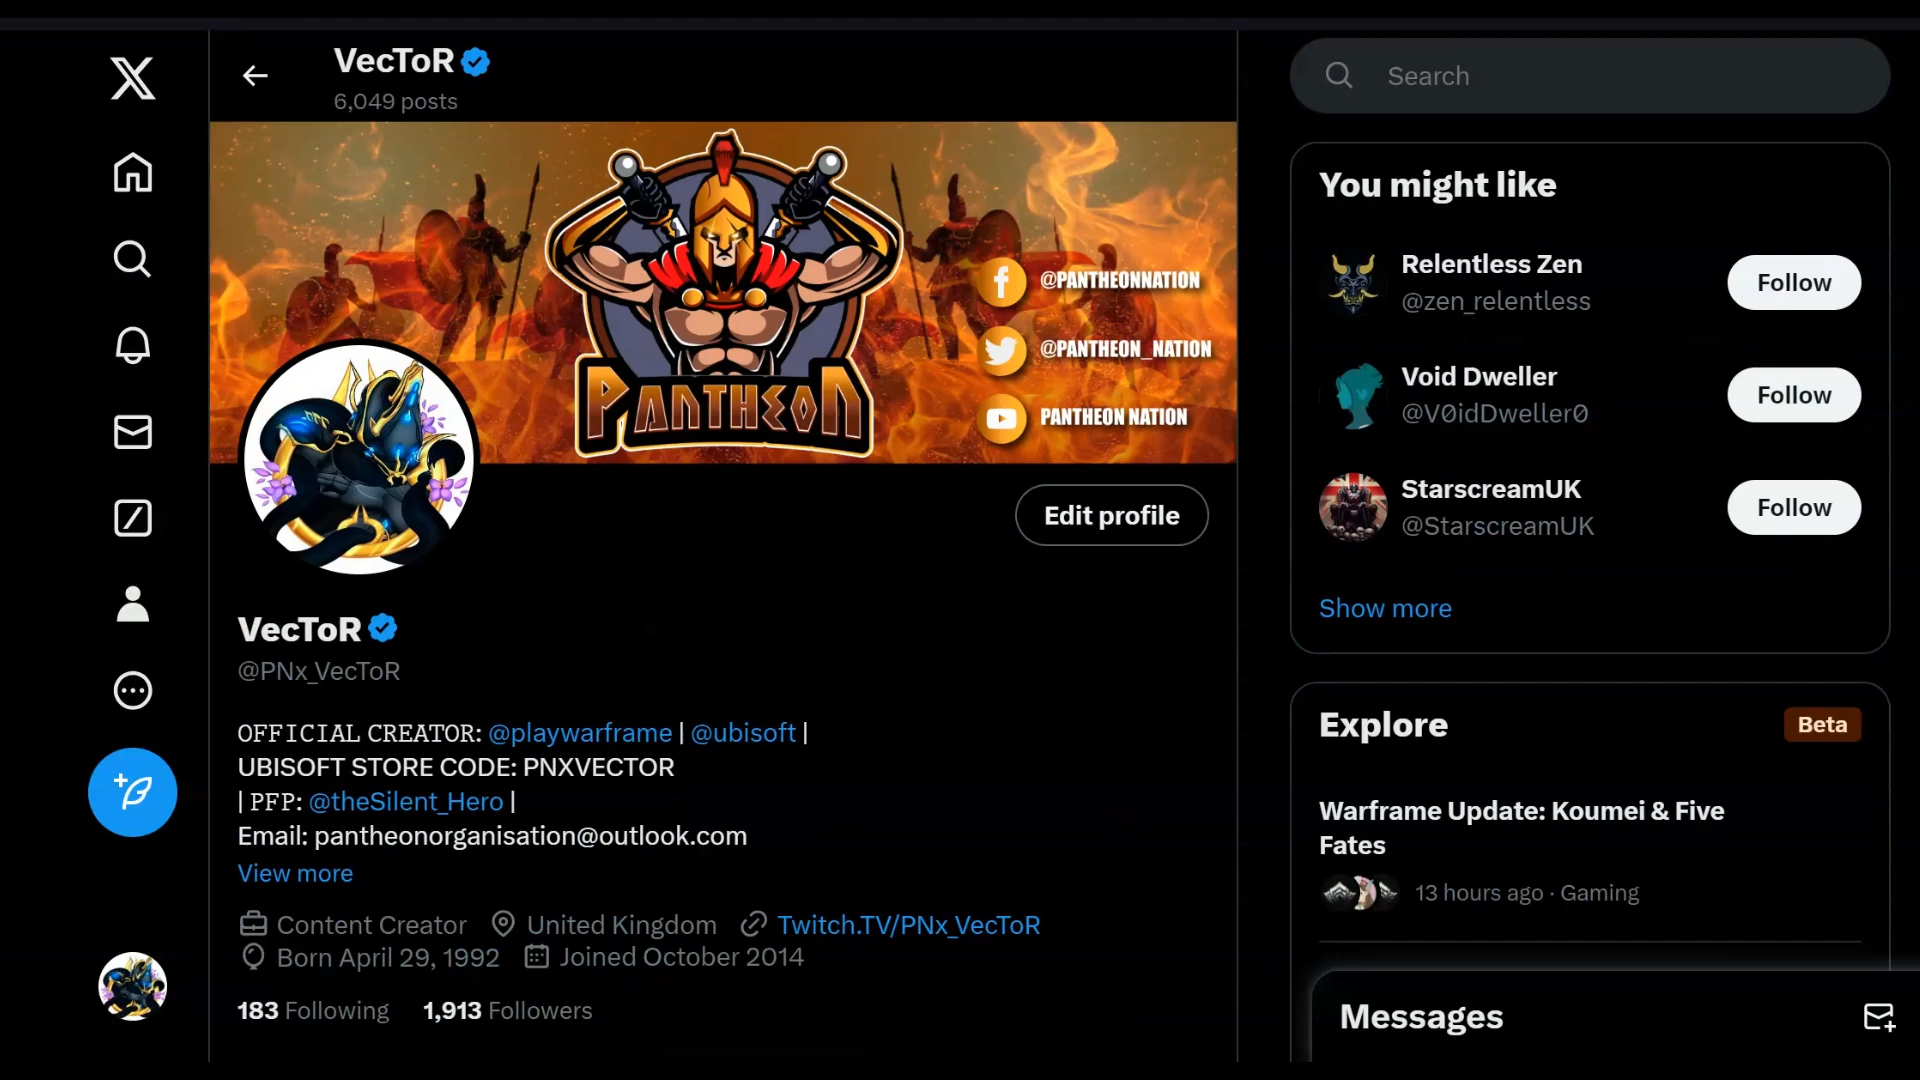 VecToR
6,049 posts
@PANTHEONNATION
@PANTHEON_NATION
PANTHEON NATION
PANTHEON
Edit profile
VecToR
@PNx_VecToR
OFFICIAL CREATOR: @playwarframe | @ubisoft |
UBISOFT STORE CODE: PNXVECTOR
| PFP: @theSilent_Hero |
Email: pantheonorganisation@outlook.com
View more
Content Creator United Kingdom Twitch.TV/PNx_VecToR
Born April 29, 1992 Joined October 2014
183 Following 1,913 Followers
Search
You might like
Relentless Zen
@zen_relentless
Follow
Void Dweller
@V0idDweller0
Follow
StarscreamUK
@StarscreamUK
Follow
Show more
Explore
Beta
Warframe Update: Koumei & Five
Fates
13 hours ago · Gaming
Messages